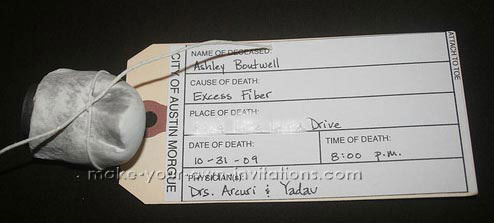 CITY OF AUSTIN MORGUE
NAME OF DECEASED:
Ashley Boutwell
CAUSE OF DEATH:
Excess Fiber
PLACE OF DEATH:
Drive
DATE OF DEATH:
10-31-09
TIME OF DEATH:
8:00 p.m.
PHYSICIAN(S):
Drs. Arcuri & Yadav
ATTACH TO TOE
make-your-own-invitations.com